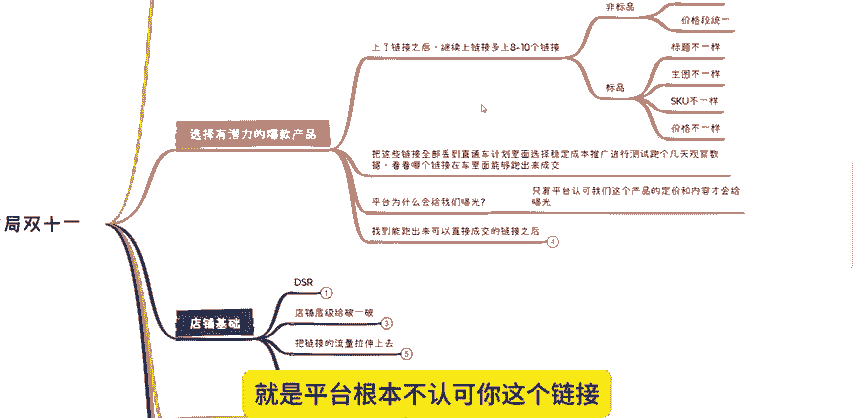 非标品
价格段统一
上了链接之后，继续上链接多上8-10个链接
标题不一样
主图不一样
标品
SKU不一样
价格不一样
选择有潜力的爆款产品
把这些链接全部丢到直通车计划里面选择稳定成本推广进行测试跑个几天观察数
据，看看哪个链接在车里面能够跑出来成交
平台为什么会给我们曝光？
只有平台认可我们这个产品的定价和内容才会给
曝光
找到能跑出来可以直接成交的链接之后
4
局双十一
DSR
1
店铺基础
店铺层级给破一破
3
把链接的流量拉伸上去
5
就是平台根本不认可你这个链接